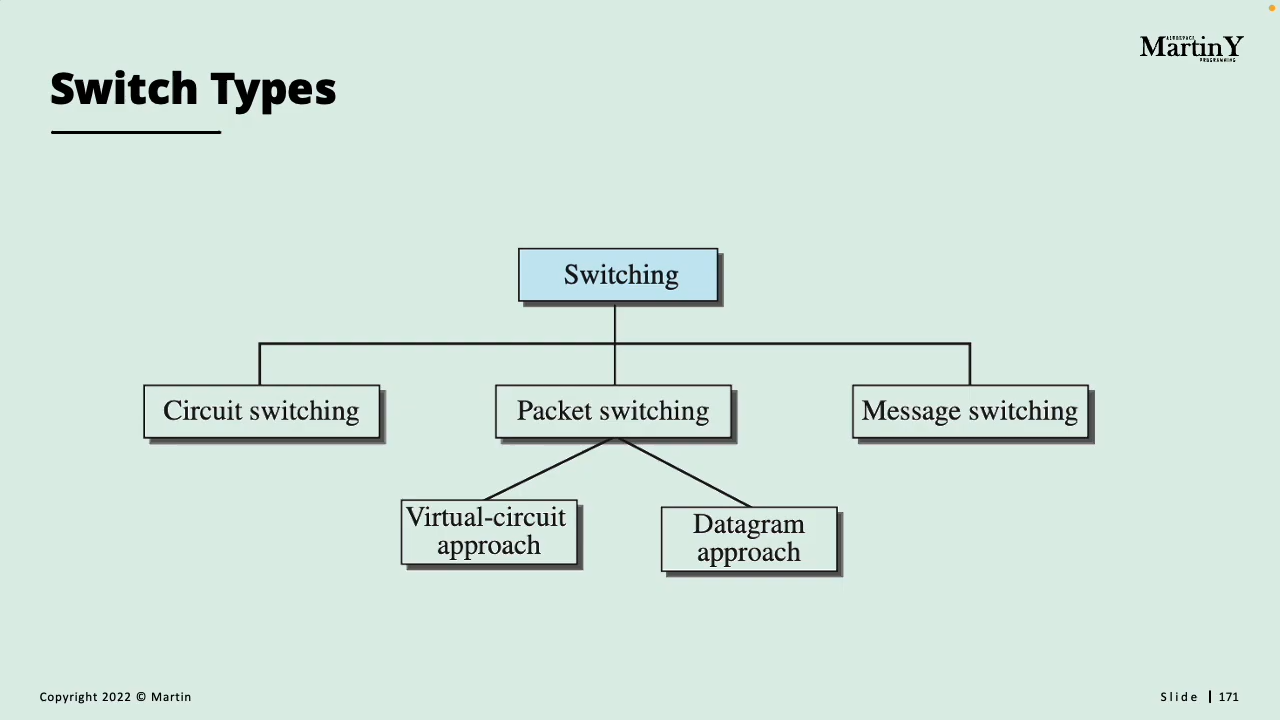 AEROSPACE
MartinY
PROGRAMMING
Switch Types
Switching
Circuit switching
Packet switching
Message switching
Virtual-circuit
approach
Datagram
approach
Copyright 2022 © Martin
Slide | 171